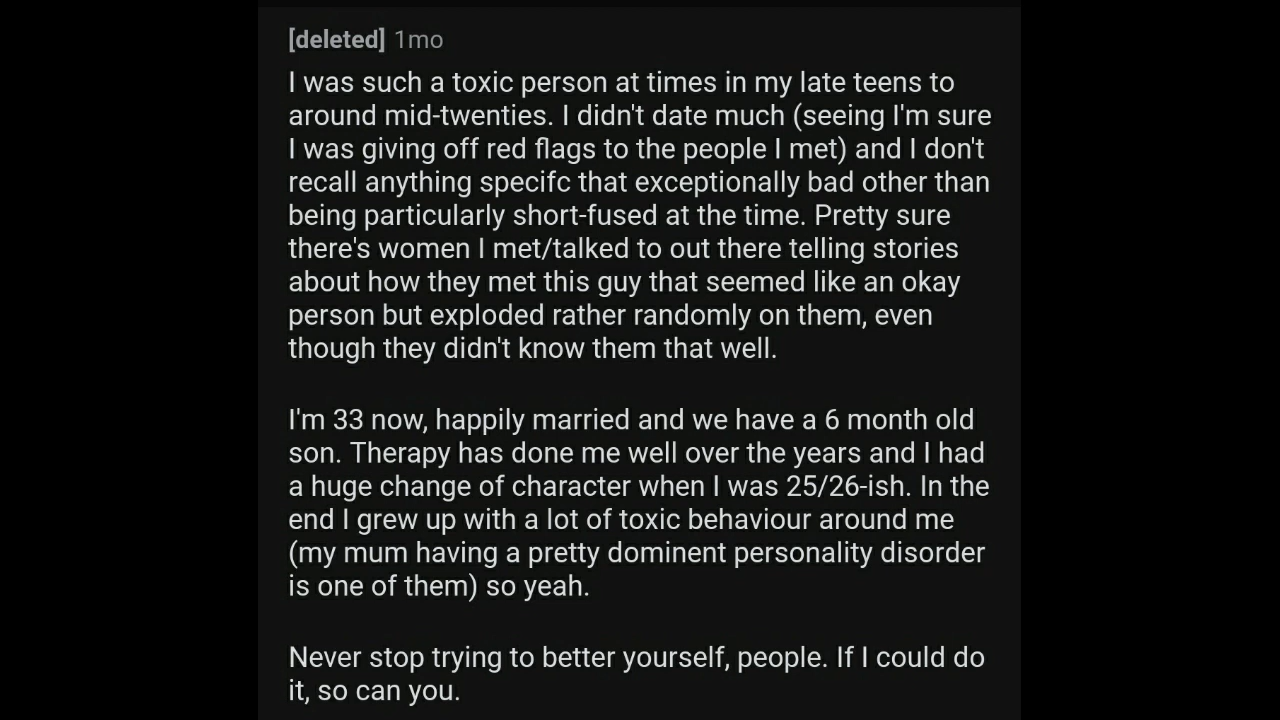 [deleted] 1mo
I was such a toxic person at times in my late teens to
around mid-twenties. I didn't date much (seeing I'm sure
I was giving off red flags to the people I met) and I don't
recall anything specifc that exceptionally bad other than
being particularly short-fused at the time. Pretty sure
there's women I met/talked to out there telling stories
about how they met this guy that seemed like an okay
person but exploded rather randomly on them, even
though they didn't know them that well.
I'm 33 now, happily married and we have a 6 month old
son. Therapy has done me well over the years and I had
a huge change of character when I was 25/26-ish. In the
end I grew up with a lot of toxic behaviour around me
(my mum having a pretty dominent personality disorder
is one of them) so yeah.
Never stop trying to better yourself, people. If I could do
it, so can you.